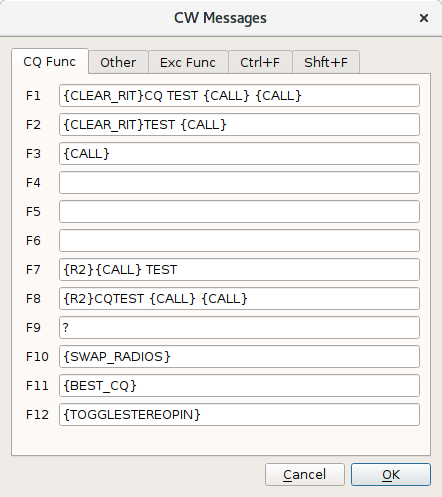 CW Messages
×
CQ Func Other Exc Func Ctrl+F Shft+F
F1 {CLEAR_RIT}CQ TEST {CALL} {CALL}
F2 {CLEAR_RIT}TEST {CALL}
F3 {CALL}
F4
F5
F6
F7 {R2}{CALL} TEST
F8 {R2}CQTEST {CALL} {CALL}
F9 ?
F10 {SWAP_RADIOS}
F11 {BEST_CQ}
F12 {TOGGLESTEREOPIN}
Cancel OK